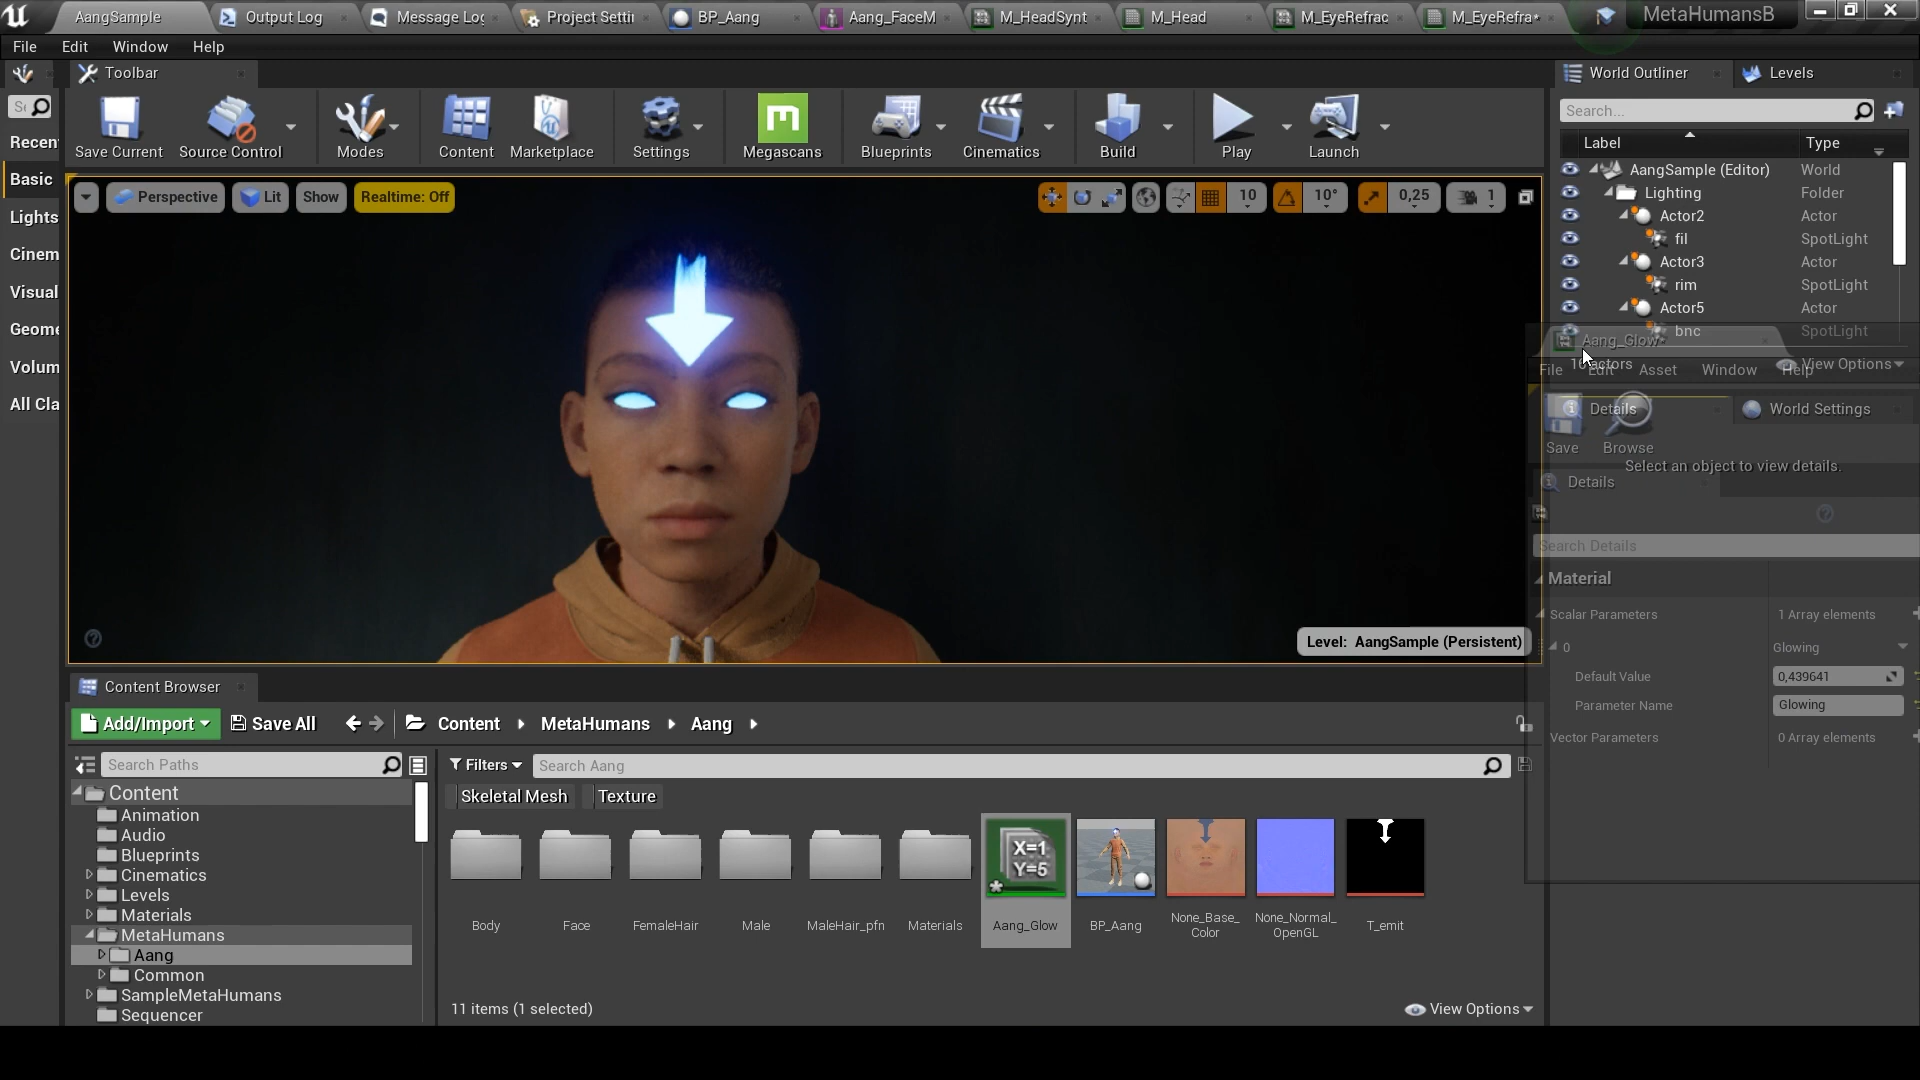 AangSample
Output Log
Message Log
Project Setti
BP_Aang
Aang_FaceM
M_HeadSynt
M_Head
M_EyeRefrac
M_EyeRefra*
MetaHumansB
File Edit Window Help
Toolbar
World Outliner
Levels
Search...
Save Current
Source Control
Modes
Content
Marketplace
Settings
Megascans
Blueprints
Cinematics
Build
Play
Launch
Label
Type
Recen
Basic
Lights
Cinem
Visual
Geome
Volum
All Cla
Perspective
Lit
Show
Realtime: Off
10
10°
0,25
1
AangSample (Editor) World
Lighting Folder
Actor2 Actor
fil SpotLight
Actor3 Actor
rim SpotLight
Actor5 Actor
bnc SpotLight
Aang_Glow*
16 actors
View Options
File Edit Asset Window Help
Details
World Settings
Save
Browse
Select an object to view details.
Details
Search Details
Material
Scalar Parameters 1 Array elements
0 Glowing
Default Value 0,439641
Parameter Name Glowing
Vector Parameters 0 Array elements
Level: AangSample (Persistent)
Content Browser
Add/Import
Save All
Content
MetaHumans
Aang
Search Paths
Filters
Search Aang
Skeletal Mesh
Texture
Content
Animation
Audio
Blueprints
Cinematics
Levels
Materials
MetaHumans
Aang
Common
SampleMetaHumans
Sequencer
X=1
Y=5
Body
Face
FemaleHair
Male
MaleHair_pfn
Materials
Aang_Glow
BP_Aang
None_Base_
Color
None_Normal_
OpenGL
T_emit
11 items (1 selected)
View Options